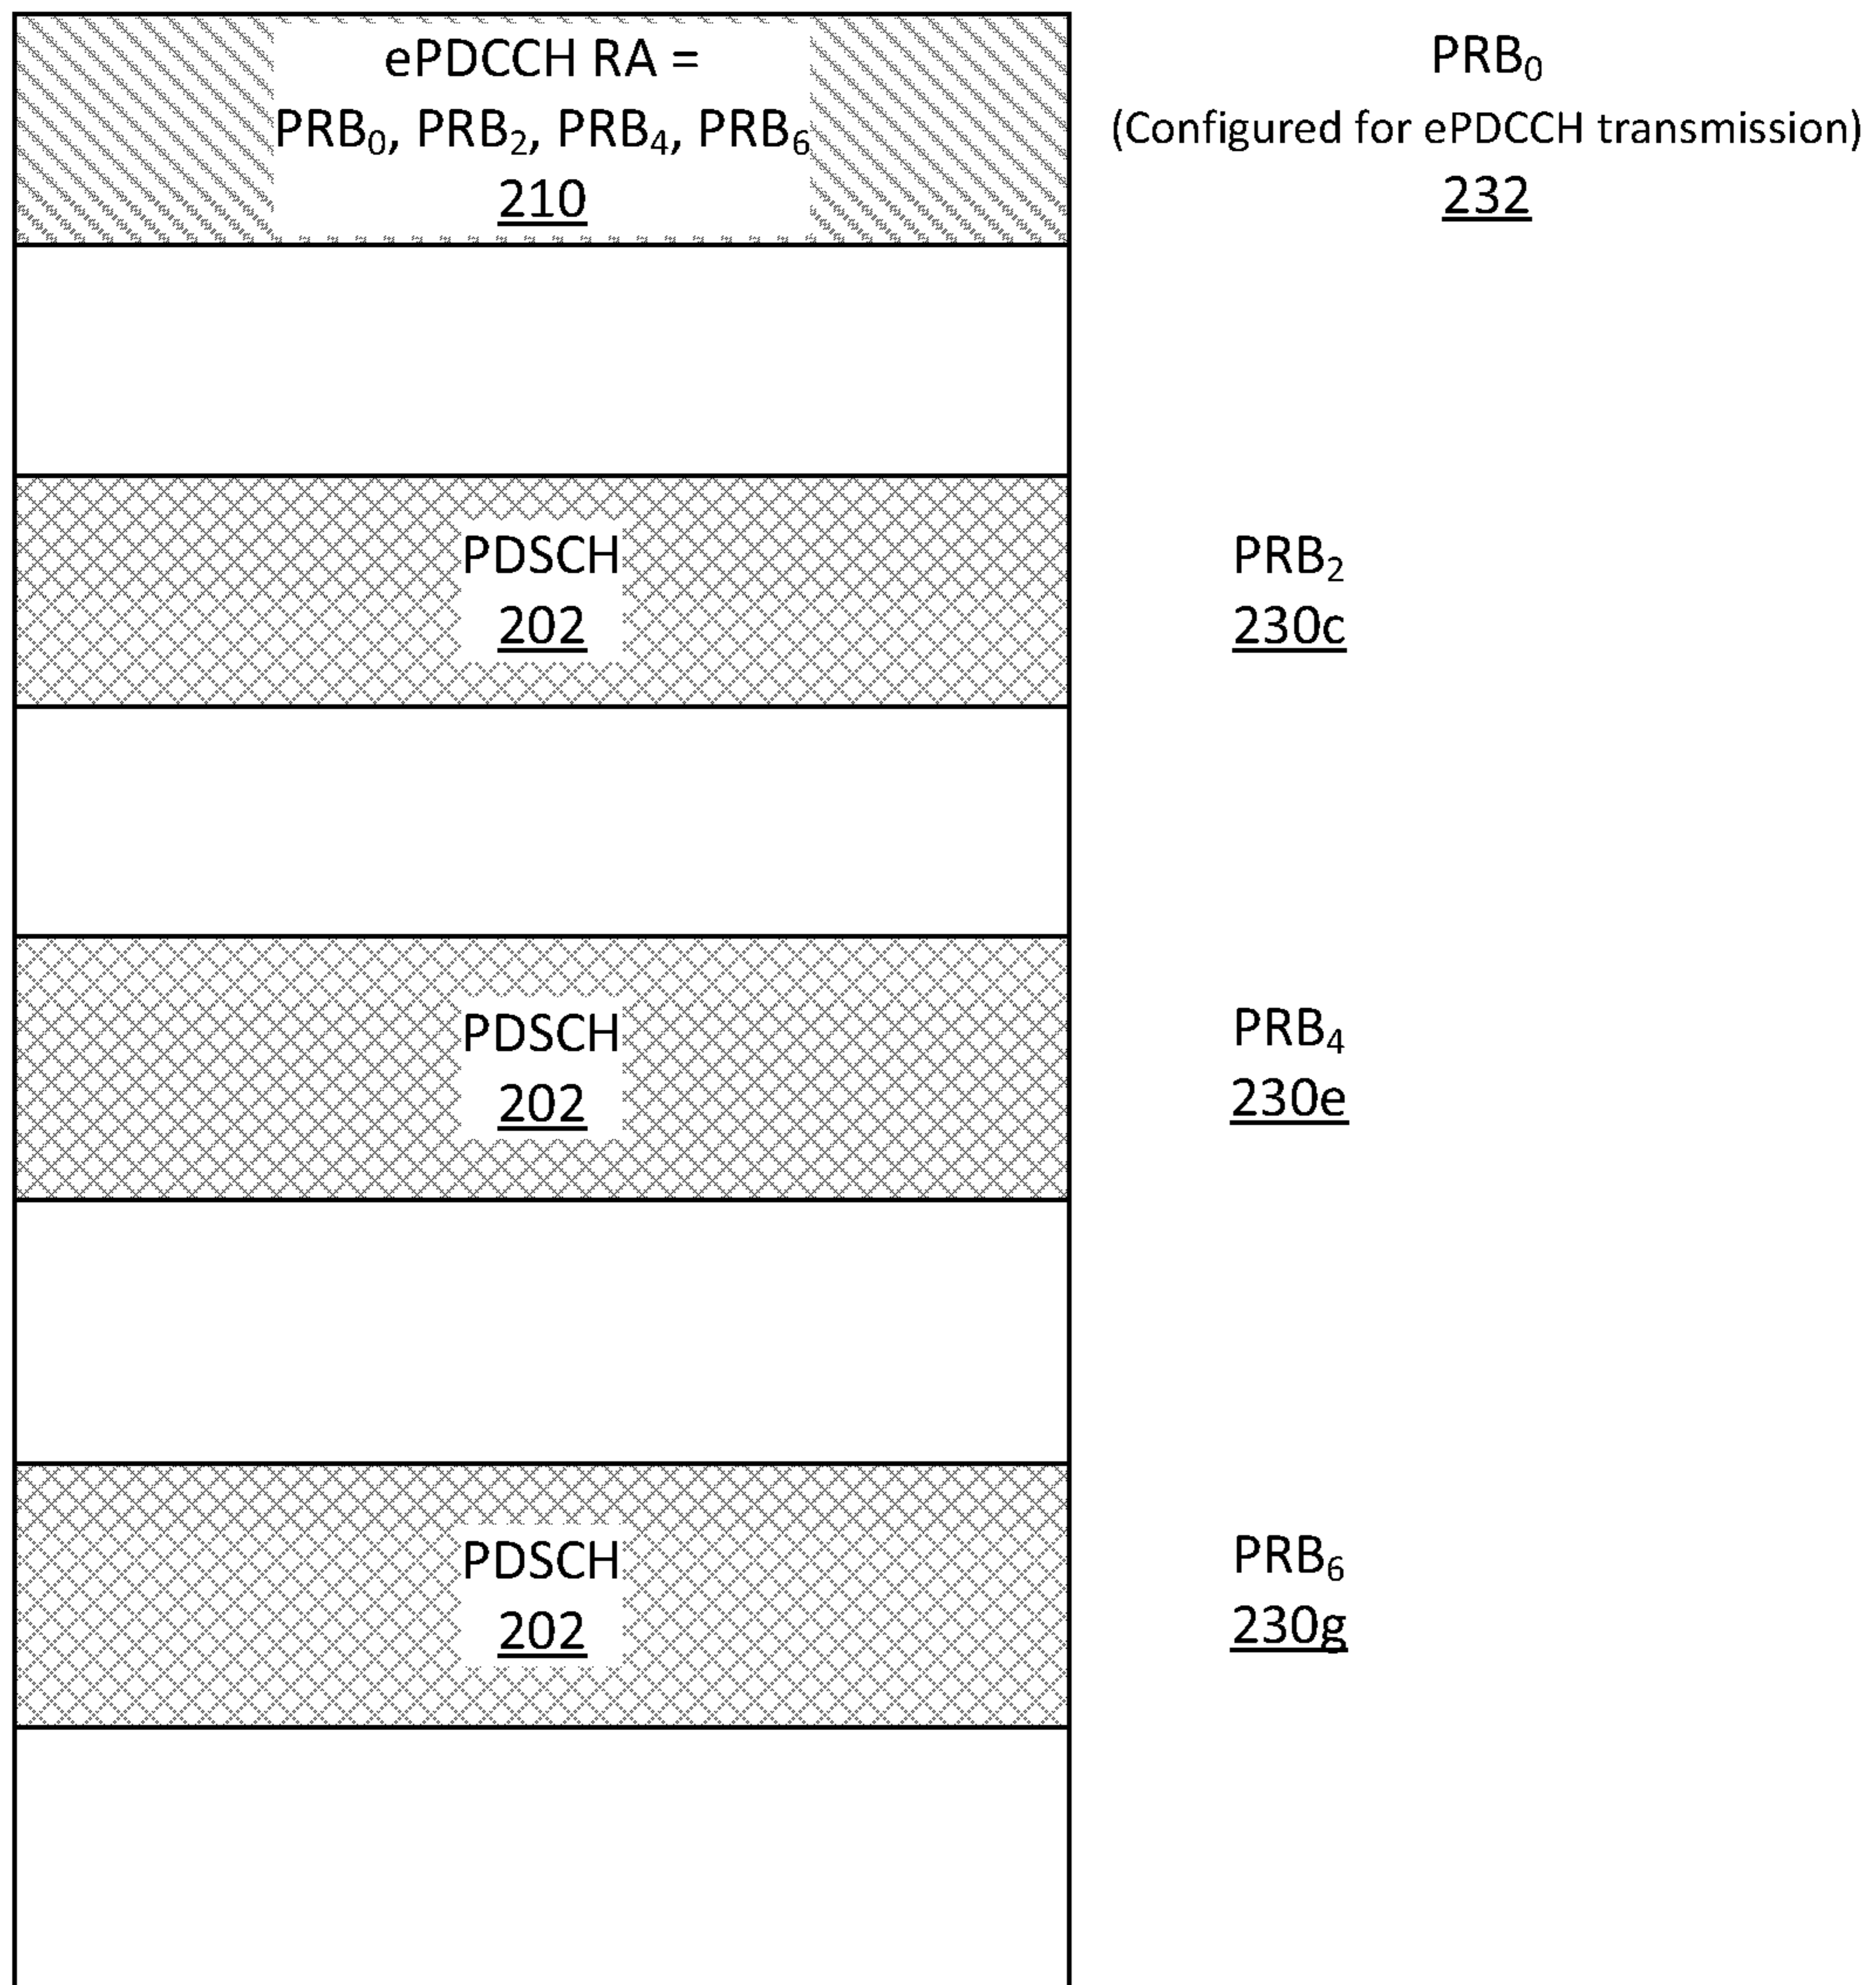 ePDCCH RA =
PRB₀, PRB₂, PRB₄, PRB₆
210
PRB₀
(Configured for ePDCCH transmission)
232
PDSCH
202
PRB₂
230c
PDSCH
202
PRB₄
230e
PDSCH
202
PRB₆
230g